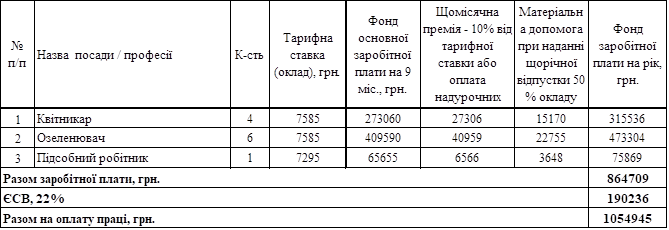 № п/п | Назва посади / професії | К-сть | Тарифна ставка (оклад), грн. | Фонд основної заробітної плати на 9 міс., грн. | Щомісячна премія - 10% від тарифної ставки або оплата надурочних | Матеріальн а допомога при наданні щорічної відпустки 50 % окладу | Фонд заробітної плати на рік, грн.
1 | Квітникар | 4 | 7585 | 273060 | 27306 | 15170 | 315536
2 | Озеленювач | 6 | 7585 | 409590 | 40959 | 22755 | 473304
3 | Підсобний робітник | 1 | 7295 | 65655 | 6566 | 3648 | 75869
Разом заробітної плати, грн. | 864709
ЄСВ, 22% | 190236
Разом на оплату праці, грн. | 1054945